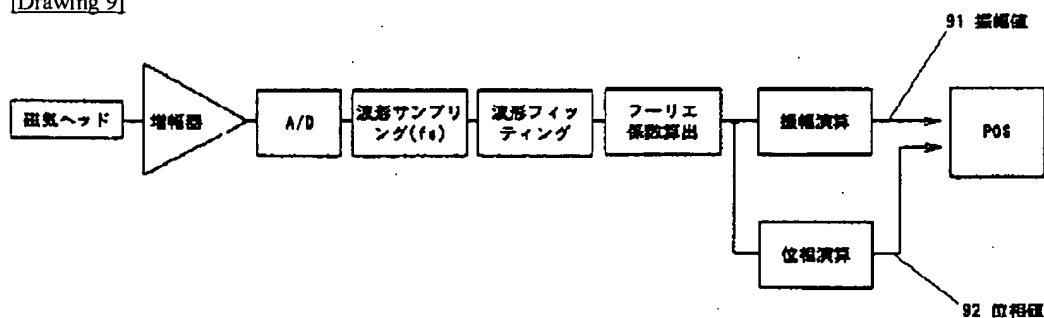 [Drawing 9]
91 振幅値
磁気ヘッド
増幅器
A/D
波形サンプリ
ング(fs)
波形フィッ
ティング
フーリエ
係数算出
振幅演算
POS
位相演算
92 位相値